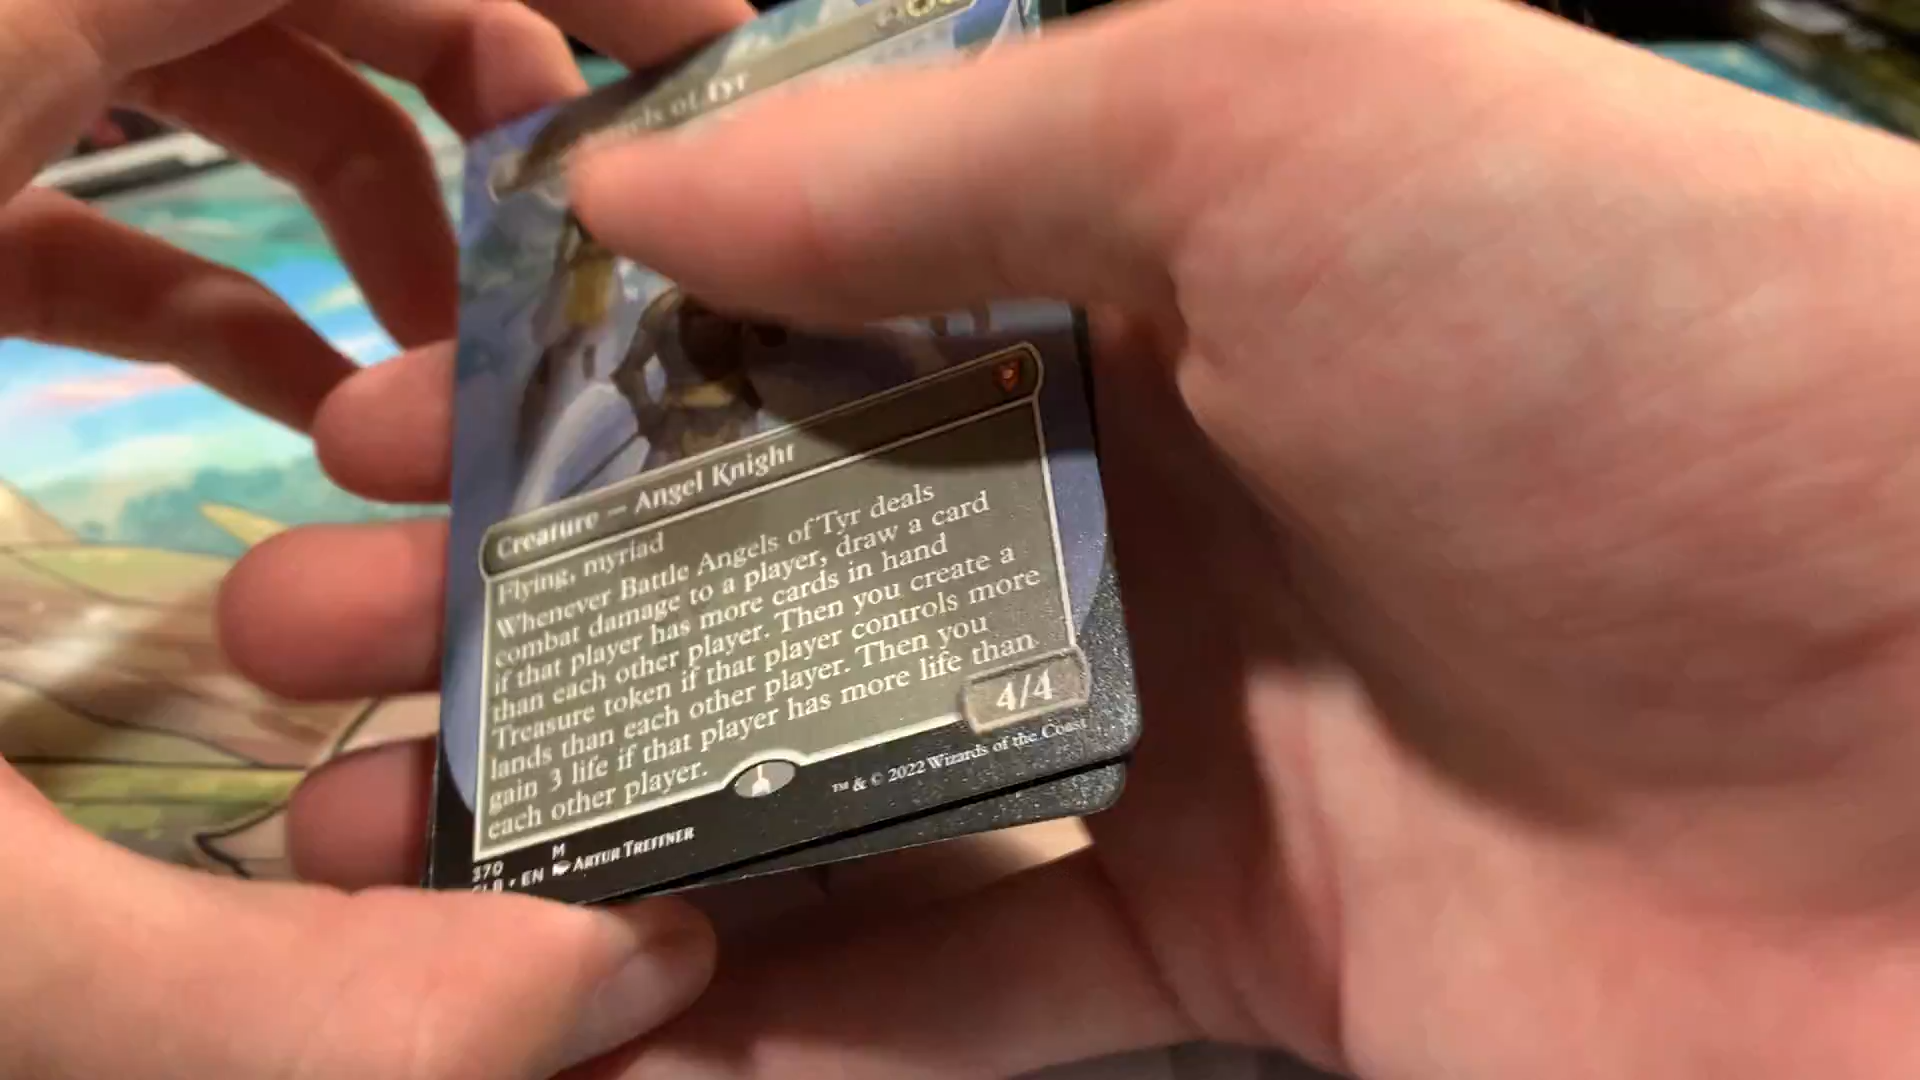 of Tyr
Creature — Angel Knight
Flying, myriad
Whenever Battle Angels of Tyr deals
combat damage to a player, draw a card
if that player has more cards in hand
than each other player. Then you create a
Treasure token if that player controls more
lands than each other player. Then you
gain 3 life if that player has more life than
each other player.
4/4
370 M
EN ARTUR TREFFNER
™ & © 2022 Wizards of the Coast